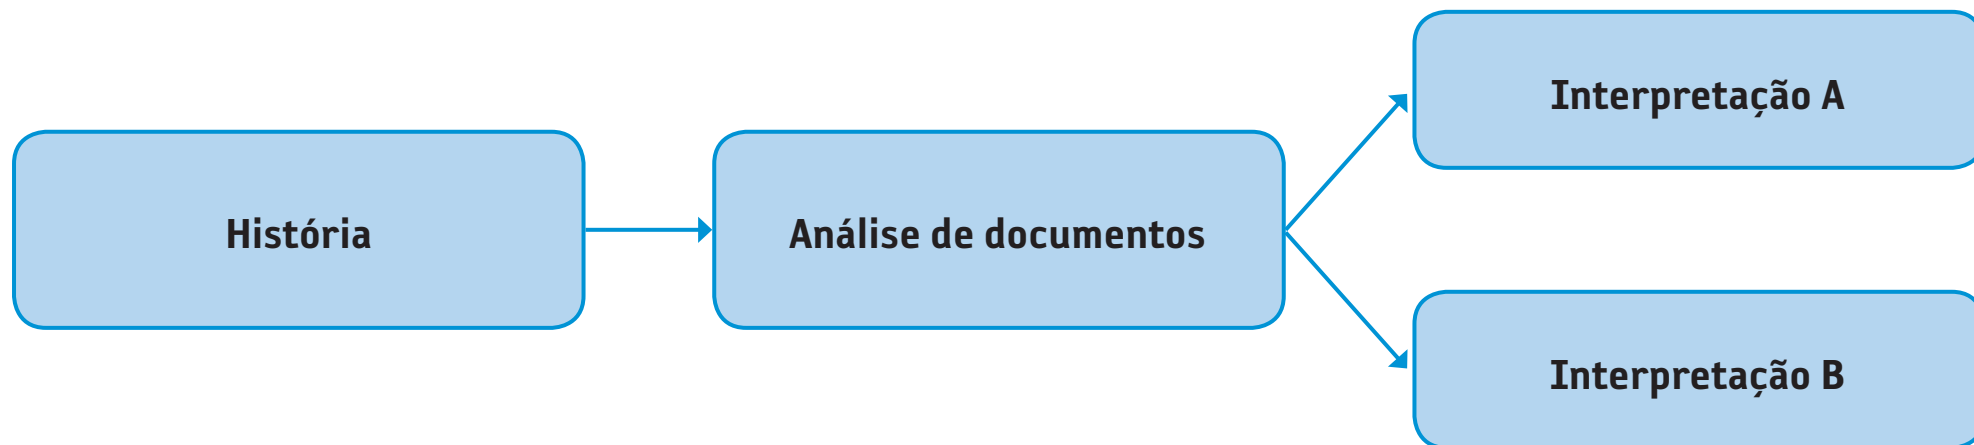 História
Análise de documentos
Interpretação A
Interpretação B